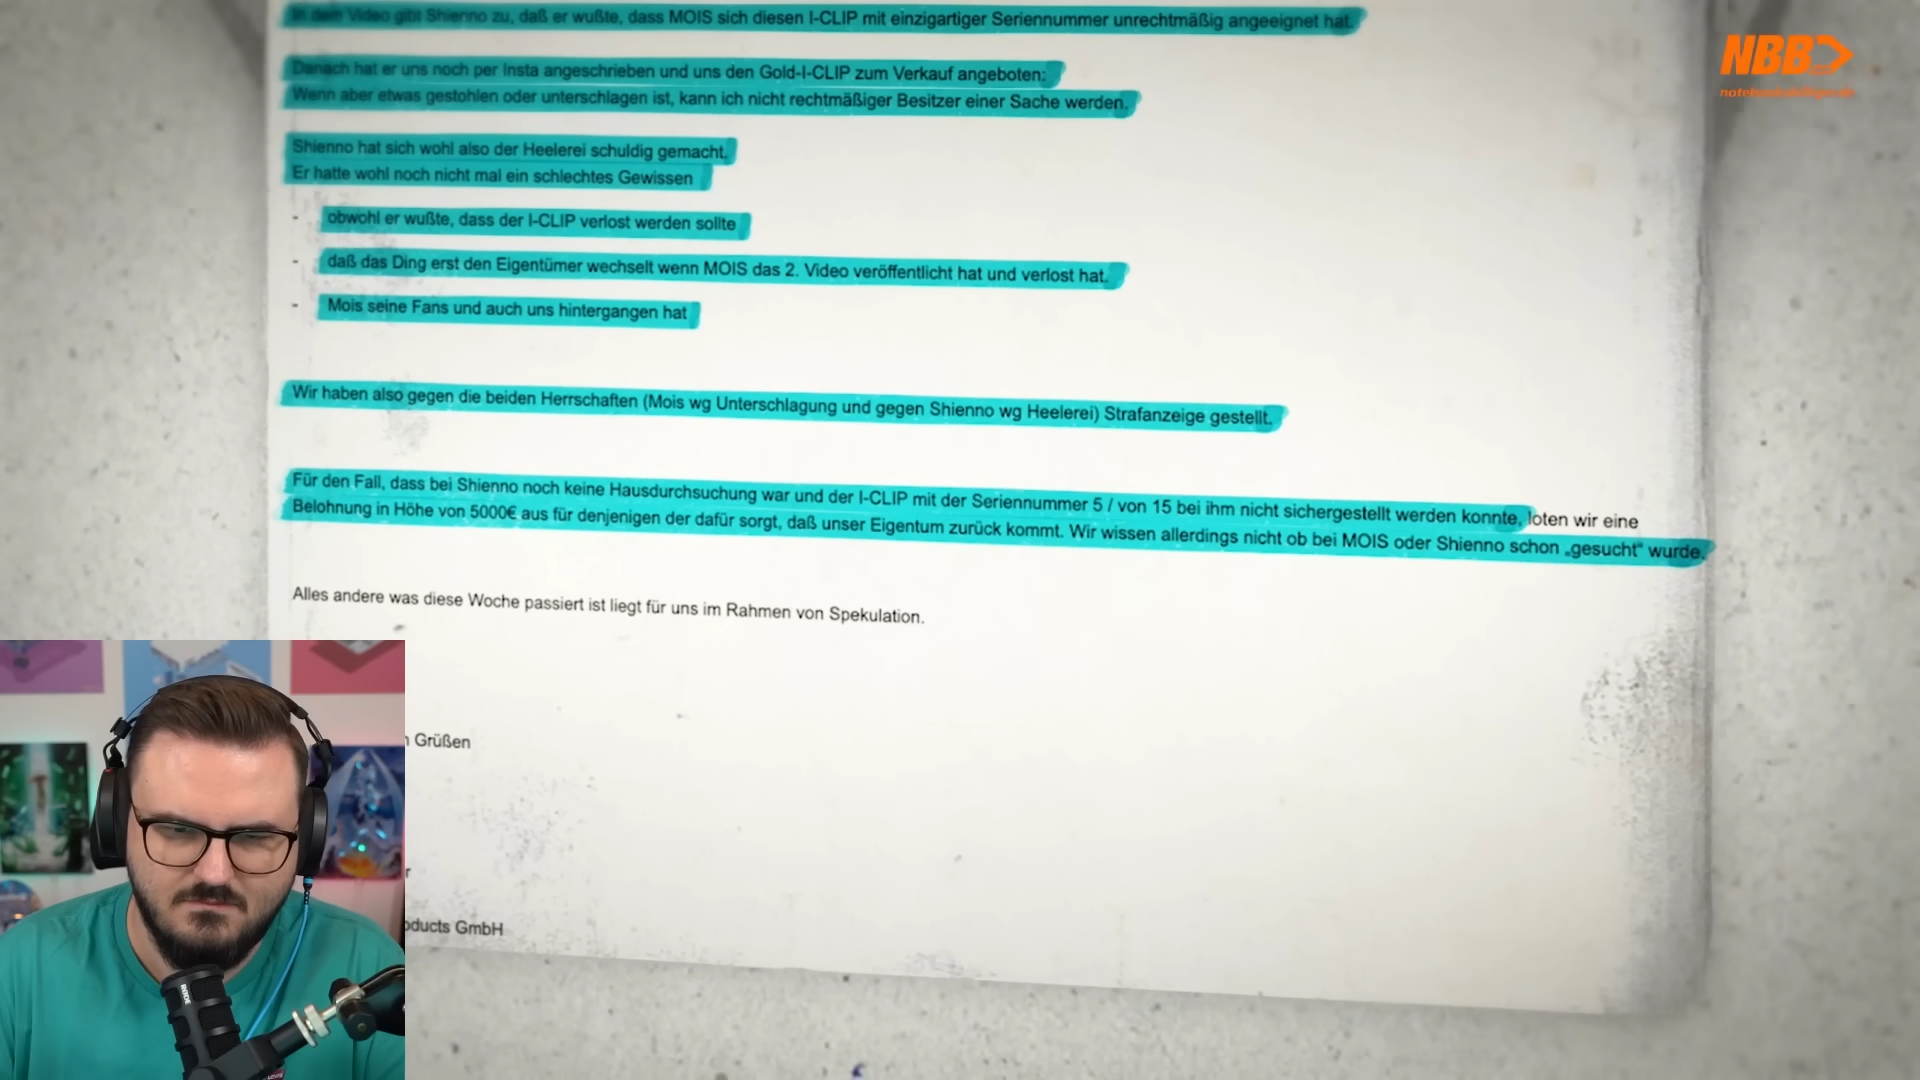 In dem Video gibt Shienno zu, daß er wußte, dass MOIS sich diesen I-CLIP mit einzigartiger Seriennummer unrechtmäßig angeeignet hat.
NBB
notebooksbilliger.de
Danach hat er uns noch per Insta angeschrieben und uns den Gold-I-CLIP zum Verkauf angeboten:
Wenn aber etwas gestohlen oder unterschlagen ist, kann ich nicht rechtmäßiger Besitzer einer Sache werden.
Shienno hat sich wohl also der Heelerei schuldig gemacht.
Er hatte wohl noch nicht mal ein schlechtes Gewissen
- obwohl er wußte, dass der I-CLIP verlost werden sollte
- daß das Ding erst den Eigentümer wechselt wenn MOIS das 2. Video veröffentlicht hat und verlost hat.
- Mois seine Fans und auch uns hintergangen hat
Wir haben also gegen die beiden Herrschaften (Mois wg Unterschlagung und gegen Shienno wg Heelerei) Strafanzeige gestellt.
Für den Fall, dass bei Shienno noch keine Hausdurchsuchung war und der I-CLIP mit der Seriennummer 5 / von 15 bei ihm nicht sichergestellt werden konnte, loten wir eine
Belohnung in Höhe von 5000€ aus für denjenigen der dafür sorgt, daß unser Eigentum zurück kommt. Wir wissen allerdings nicht ob bei MOIS oder Shienno schon „gesucht“ wurde.
Alles andere was diese Woche passiert ist liegt für uns im Rahmen von Spekulation.
n Grüßen
r
oducts GmbH
RØDE